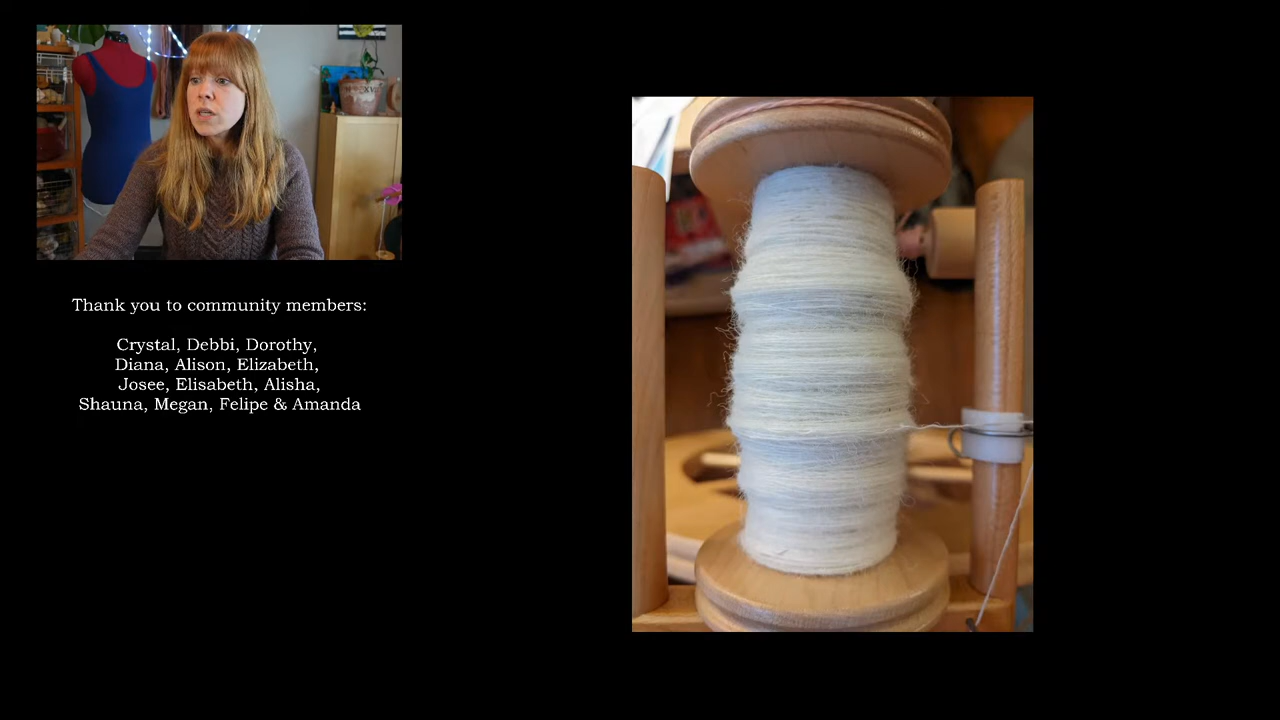 Thank you to community members:
Crystal, Debbi, Dorothy,
Diana, Alison, Elizabeth,
Josee, Elisabeth, Alisha,
Shauna, Megan, Felipe & Amanda